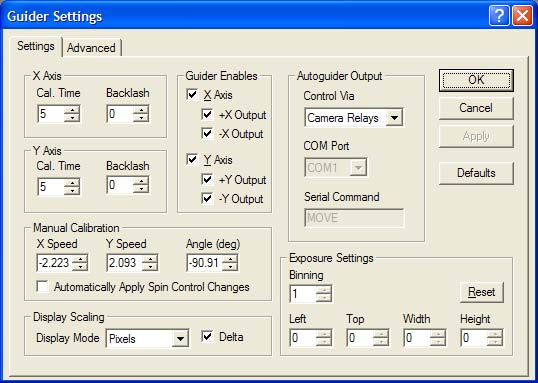 Guider Settings
Settings
Advanced
X Axis
Cal. Time
Backlash
5
0
Y Axis
Cal. Time
Backlash
5
0
Guider Enables
X Axis
+X Output
-X Output
Y Axis
+Y Output
-Y Output
Autoguider Output
Control Via
Camera Relays
COM Port
COM1
Serial Command
MOVE
OK
Cancel
Apply
Defaults
Manual Calibration
X Speed
Y Speed
Angle (deg)
-2.223
2.093
-90.91
Automatically Apply Spin Control Changes
Display Scaling
Display Mode
Pixels
Delta
Exposure Settings
Binning
1
Reset
Left
Top
Width
Height
0
0
0
0